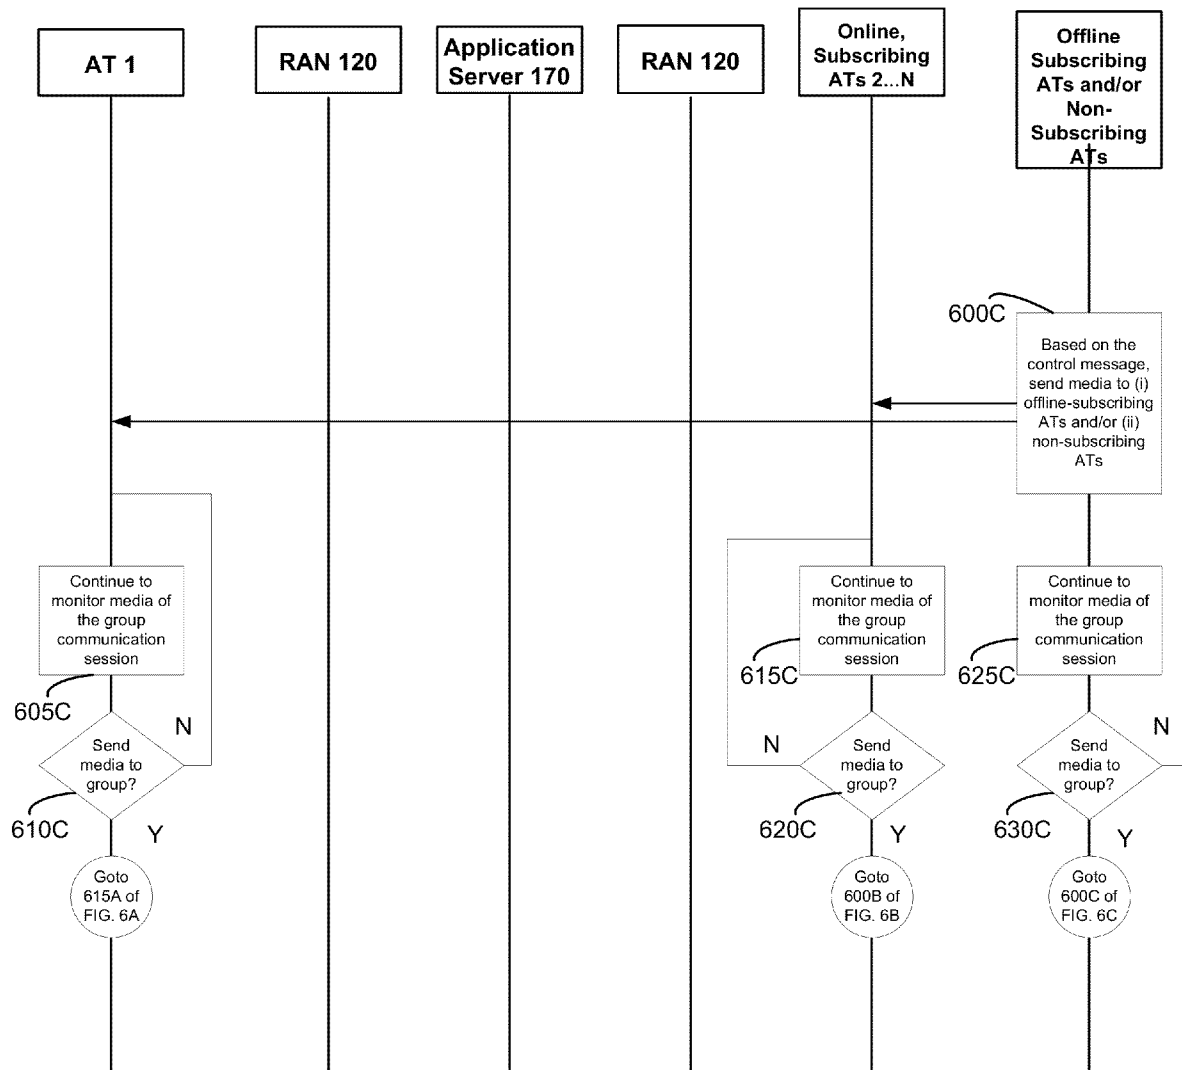 AT 1
RAN 120
Application
Server 170
RAN 120
Online,
Subscribing
ATs 2...N
Offline
Subscribing
ATs and/or
Non-
Subscribing
ATs
600C
Based on the
control message,
send media to (i)
offline-subscribing
ATs and/or (ii)
non-subscribing
ATs
Continue to
monitor media of
the group
communication
session
605C
Continue to
monitor media of
the group
communication
session
615C
Continue to
monitor media of
the group
communication
session
625C
Send
media to
group?
N
610C
Y
Send
media to
group?
N
620C
Y
Send
media to
group?
N
630C
Y
Goto
615A of
FIG. 6A
Goto
600B of
FIG. 6B
Goto
600C of
FIG. 6C